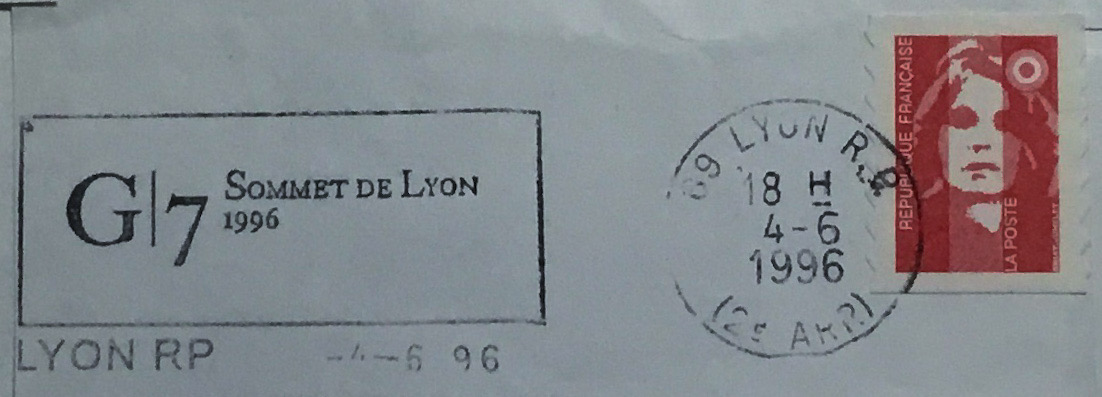 G|7 SOMMET DE LYON
1996
LYON RP -4-6 96
69 LYON R.P.
18 H
4-6
1996
(2e ARR)
REPUBLIQUE FRANÇAISE
LA POSTE